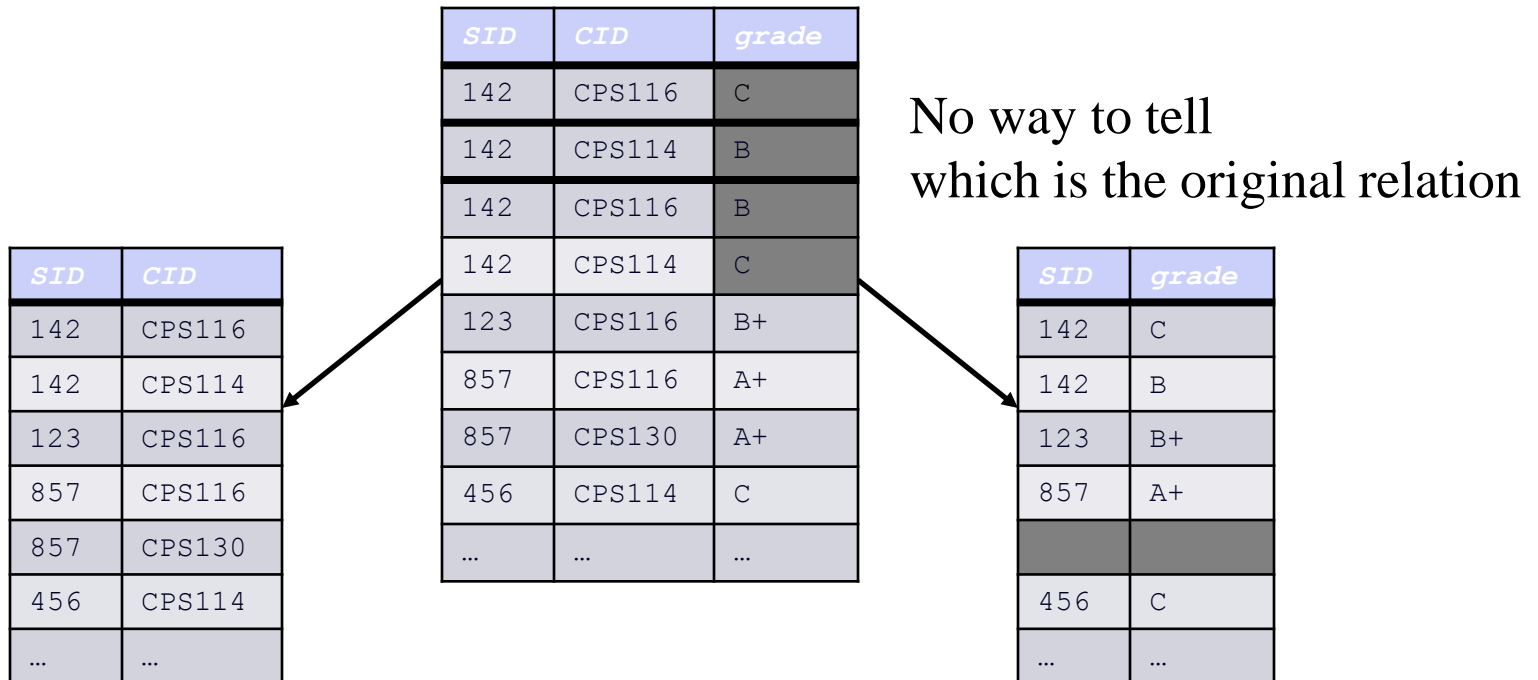 SID CID grade
142 CPS116 C
142 CPS114 B
142 CPS116 B
142 CPS114 C
123 CPS116 B+
857 CPS116 A+
857 CPS130 A+
456 CPS114 C
… … …
No way to tell
which is the original relation
SID CID
142 CPS116
142 CPS114
123 CPS116
857 CPS116
857 CPS130
456 CPS114
… …
SID grade
142 C
142 B
123 B+
857 A+
456 C
… …